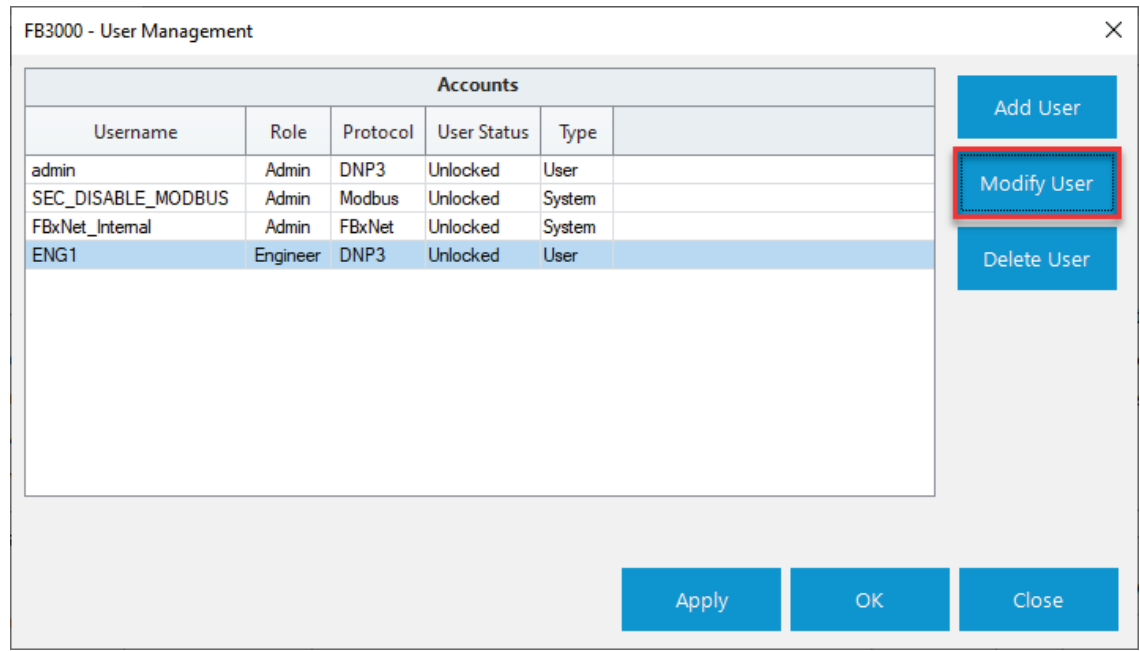 FB3000 - User Management
Accounts
Username Role Protocol User Status Type
admin Admin DNP3 Unlocked User
SEC_DISABLE_MODBUS Admin Modbus Unlocked System
FBxNet_Internal Admin FBxNet Unlocked System
ENG1 Engineer DNP3 Unlocked User
Add User
Modify User
Delete User
Apply OK Close